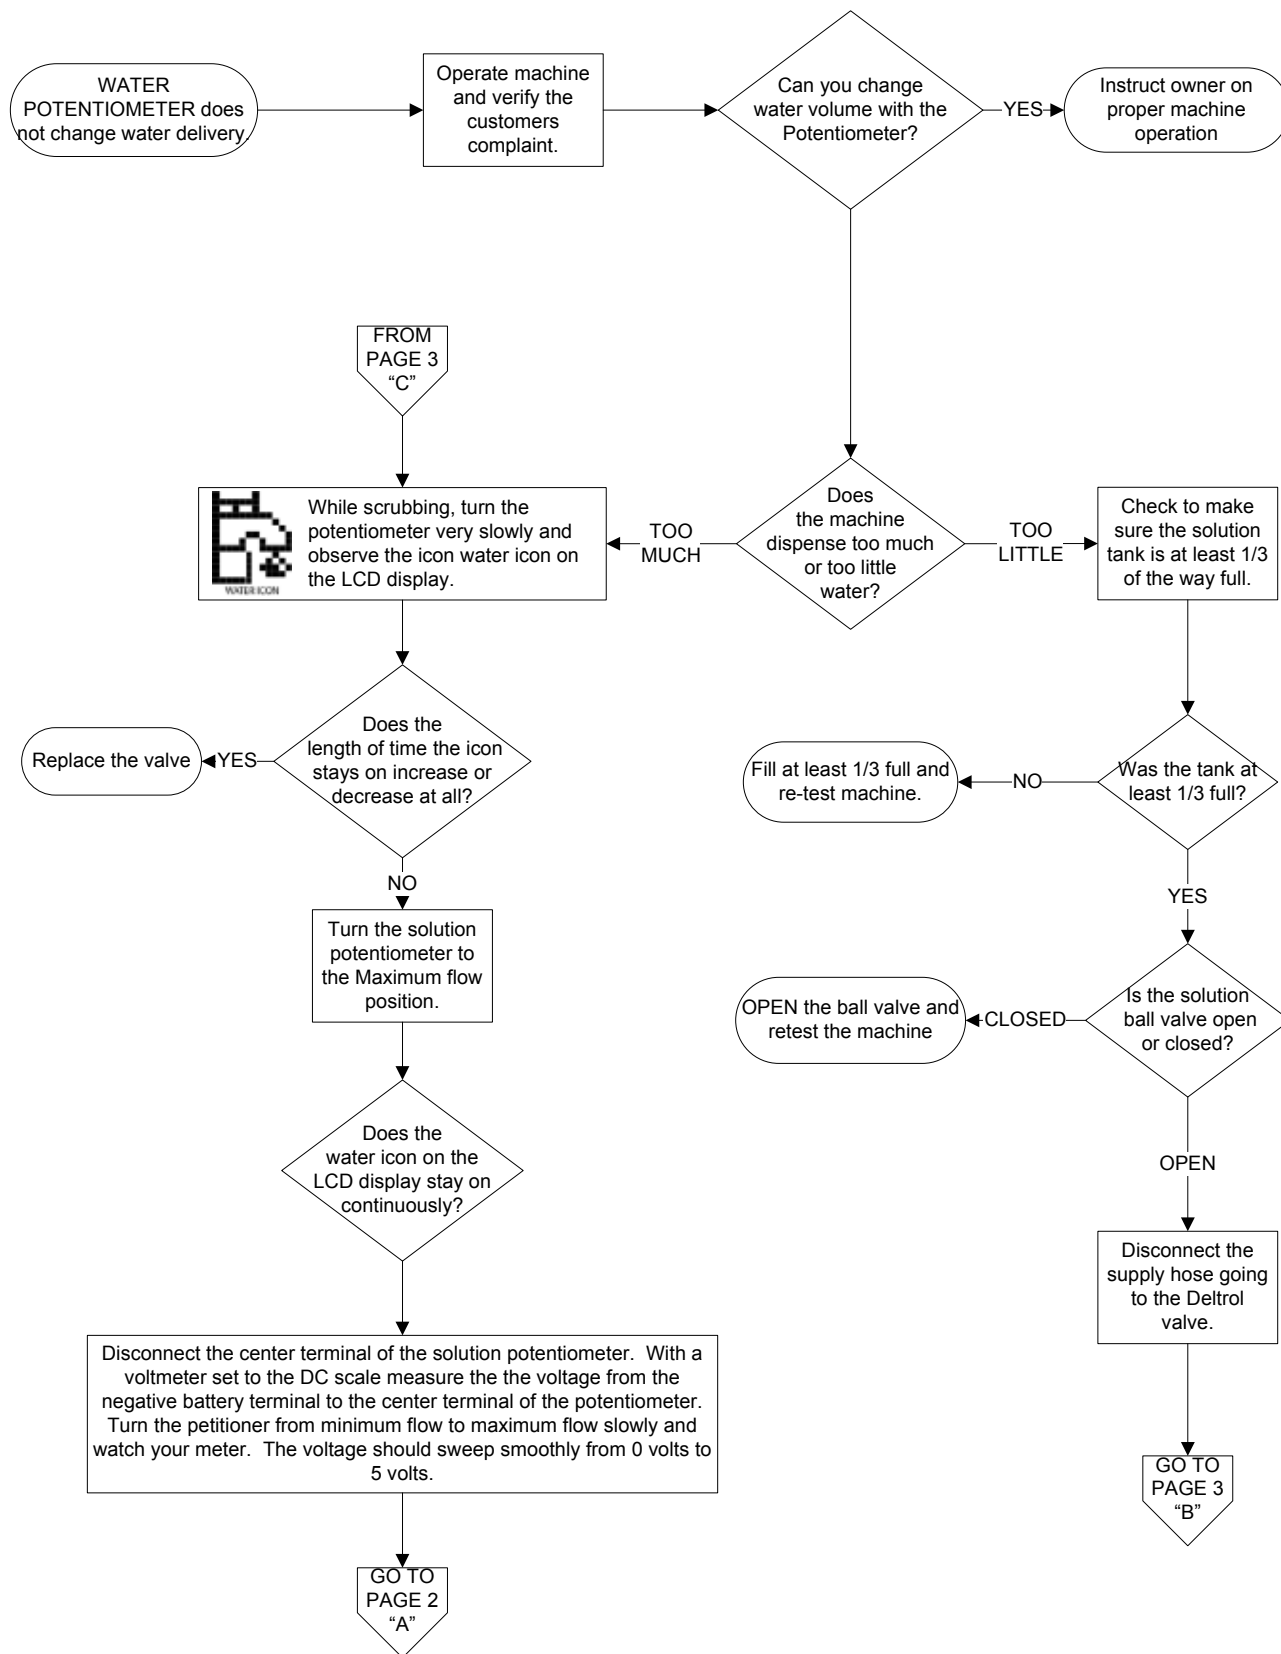 WATER
POTENTIOMETER does
not change water delivery.
Operate machine
and verify the
customers
complaint.
Can you change
water volume with the
Potentiometer?
YES
Instruct owner on
proper machine
operation
FROM
PAGE 3
“C”
While scrubbing, turn the
potentiometer very slowly and
observe the icon water icon on
the LCD display.
WATER ICON
TOO
MUCH
Does
the machine
dispense too much
or too little
water?
TOO
LITTLE
Check to make
sure the solution
tank is at least 1/3
of the way full.
Does the
length of time the icon
stays on increase or
decrease at all?
YES
Replace the valve
Was the tank at
least 1/3 full?
NO
Fill at least 1/3 full and
re-test machine.
NO
YES
Turn the solution
potentiometer to
the Maximum flow
position.
Is the solution
ball valve open
or closed?
CLOSED
OPEN the ball valve and
retest the machine
Does the
water icon on the
LCD display stay on
continuously?
OPEN
Disconnect the
supply hose going
to the Deltrol
valve.
Disconnect the center terminal of the solution potentiometer.  With a
voltmeter set to the DC scale measure the the voltage from the
negative battery terminal to the center terminal of the potentiometer.
Turn the petitioner from minimum flow to maximum flow slowly and
watch your meter.  The voltage should sweep smoothly from 0 volts to
5 volts.
GO TO
PAGE 3
“B”
GO TO
PAGE 2
“A”